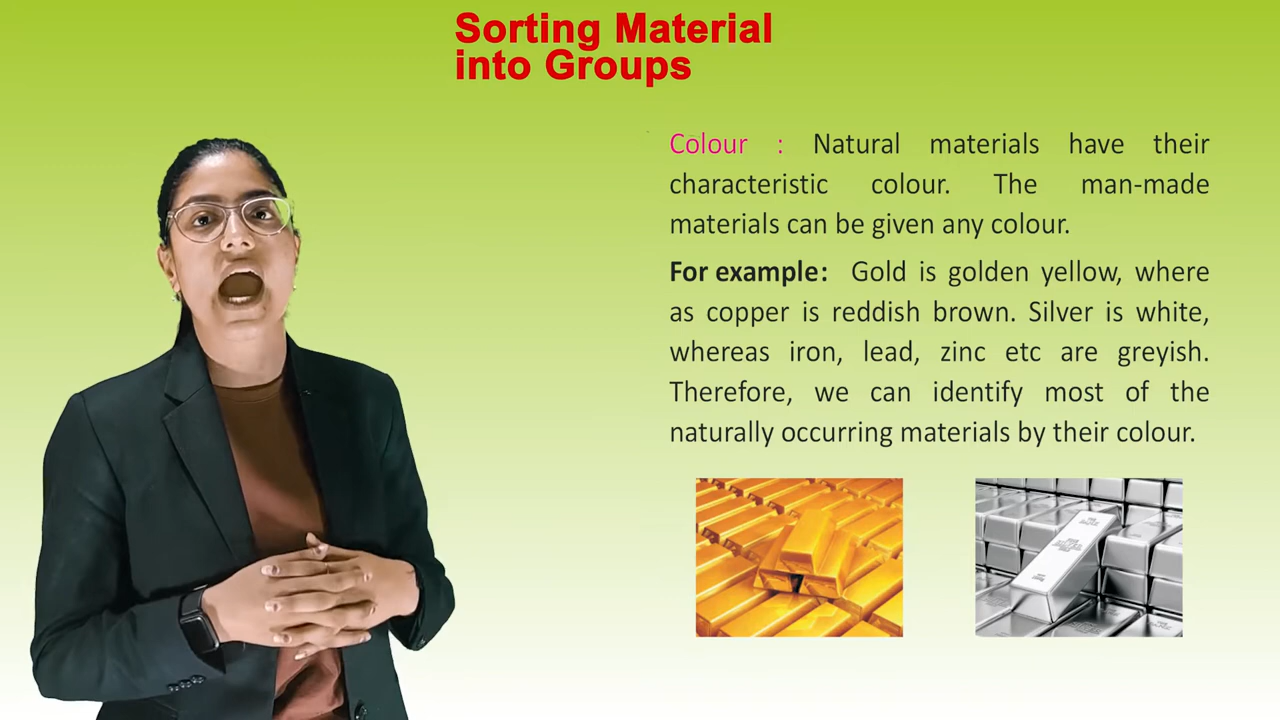 Sorting Material
into Groups
Colour : Natural materials have their
characteristic colour. The man-made
materials can be given any colour.
For example: Gold is golden yellow, where
as copper is reddish brown. Silver is white,
whereas iron, lead, zinc etc are greyish.
Therefore, we can identify most of the
naturally occurring materials by their colour.